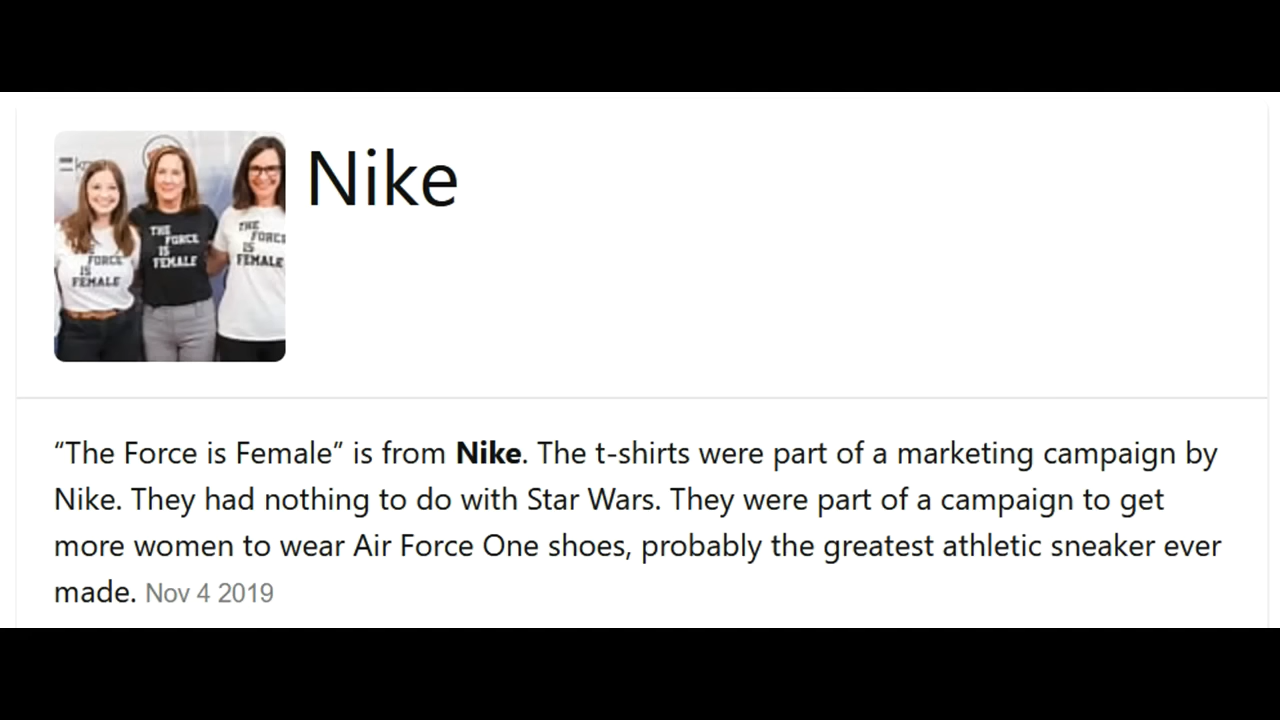 Nike
THE
FORCE
IS
FEMALE
THE
FORCE
IS
FEMALE
FORCE
IS
FEMALE
“The Force is Female” is from Nike. The t-shirts were part of a marketing campaign by
Nike. They had nothing to do with Star Wars. They were part of a campaign to get
more women to wear Air Force One shoes, probably the greatest athletic sneaker ever
made. Nov 4 2019